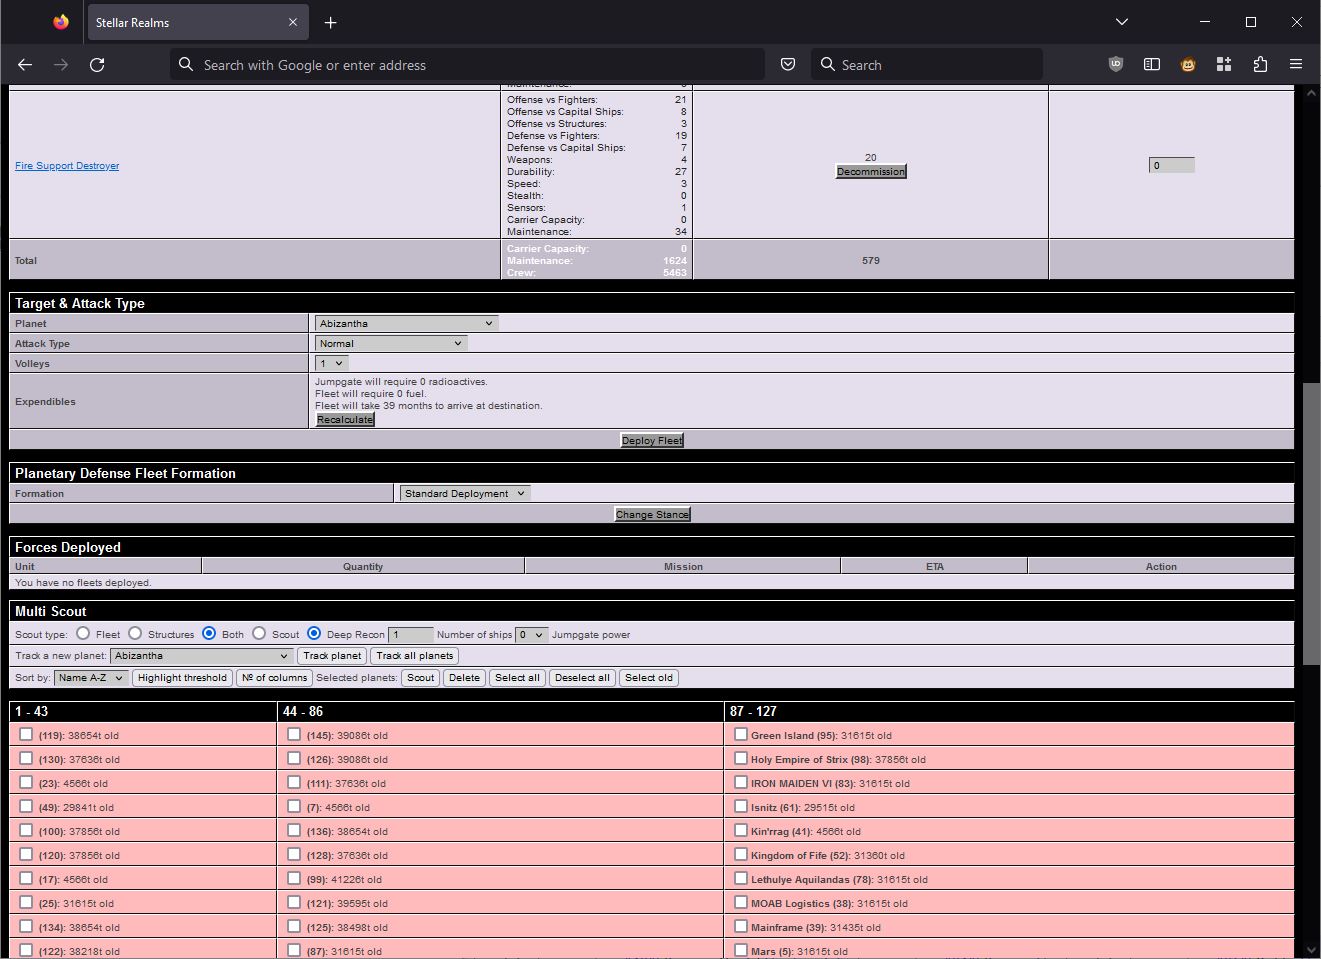 Stellar Realms
Search with Google or enter address
Search
Offense vs Fighters: 21
Offense vs Capital Ships: 8
Offense vs Structures: 3
Defense vs Fighters: 19
Defense vs Capital Ships: 7
Weapons: 4
Durability: 27
Speed: 3
Stealth: 0
Sensors: 1
Carrier Capacity: 0
Maintenance: 34
Fire Support Destroyer
20
Decommission
0
Total
Carrier Capacity: 0
Maintenance: 1624
Crew: 5463
579
Target & Attack Type
Planet Abizantha
Attack Type Normal
Volleys 1
Expendibles
Jumpgate will require 0 radioactives.
Fleet will require 0 fuel.
Fleet will take 39 months to arrive at destination.
Recalculate
Deploy Fleet
Planetary Defense Fleet Formation
Formation Standard Deployment
Change Stance
Forces Deployed
Unit Quantity Mission ETA Action
You have no fleets deployed.
Multi Scout
Scout type: Fleet Structures Both Scout Deep Recon 1 Number of ships 0 Jumpgate power
Track a new planet: Abizantha Track planet Track all planets
Sort by: Name A-Z Highlight threshold № of columns Selected planets: Scout Delete Select all Deselect all Select old
1 - 43 44 - 86 87 - 127
(119): 38654t old (145): 39086t old Green Island (95): 31615t old
(130): 37636t old (126): 39086t old Holy Empire of Strix (98): 37856t old
(23): 4566t old (111): 37636t old IRON MAIDEN VI (83): 31615t old
(49): 29841t old (7): 4566t old Isnitz (61): 29515t old
(100): 37856t old (136): 38654t old Kin'rrag (41): 4566t old
(120): 37856t old (128): 37636t old Kingdom of Fife (52): 31360t old
(17): 4566t old (99): 41226t old Lethulye Aquilandas (78): 31615t old
(25): 31615t old (121): 39595t old MOAB Logistics (38): 31615t old
(134): 38654t old (125): 38498t old Mainframe (39): 31435t old
(122): 38218t old (87): 31615t old Mars (5): 31615t old